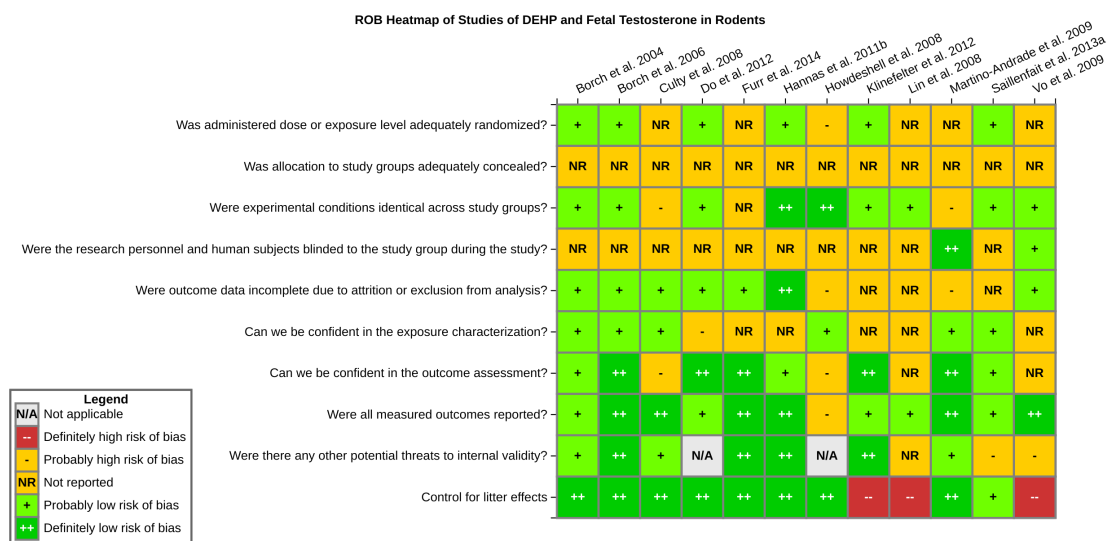 ROB Heatmap of Studies of DEHP and Fetal Testosterone in Rodents
Borch et al. 2004
Borch et al. 2006
Culty et al. 2008
Do et al. 2012
Furr et al. 2014
Hannas et al. 2011b
Howdeshell et al. 2008
Klinefelter et al. 2012
Lin et al. 2008
Martino-Andrade et al. 2009
Saillenfait et al. 2013a
Vo et al. 2009
Was administered dose or exposure level adequately randomized? + + NR + NR + - + NR NR + NR
Was allocation to study groups adequately concealed? NR NR NR NR NR NR NR NR NR NR NR NR
Were experimental conditions identical across study groups? + + - + NR ++ ++ + + - + +
Were the research personnel and human subjects blinded to the study group during the study? NR NR NR NR NR NR NR NR NR ++ NR +
Were outcome data incomplete due to attrition or exclusion from analysis? + + + + + ++ - NR NR - NR +
Can we be confident in the exposure characterization? + + + - NR NR + NR NR + + NR
Can we be confident in the outcome assessment? + ++ - ++ ++ + - ++ NR ++ + NR
Were all measured outcomes reported? + ++ ++ + ++ ++ - + + ++ + ++
Were there any other potential threats to internal validity? + ++ + N/A ++ ++ N/A ++ NR + - -
Control for litter effects ++ ++ ++ ++ ++ ++ ++ -- -- ++ + --
Legend
N/A Not applicable
-- Definitely high risk of bias
- Probably high risk of bias
NR Not reported
+ Probably low risk of bias
++ Definitely low risk of bias